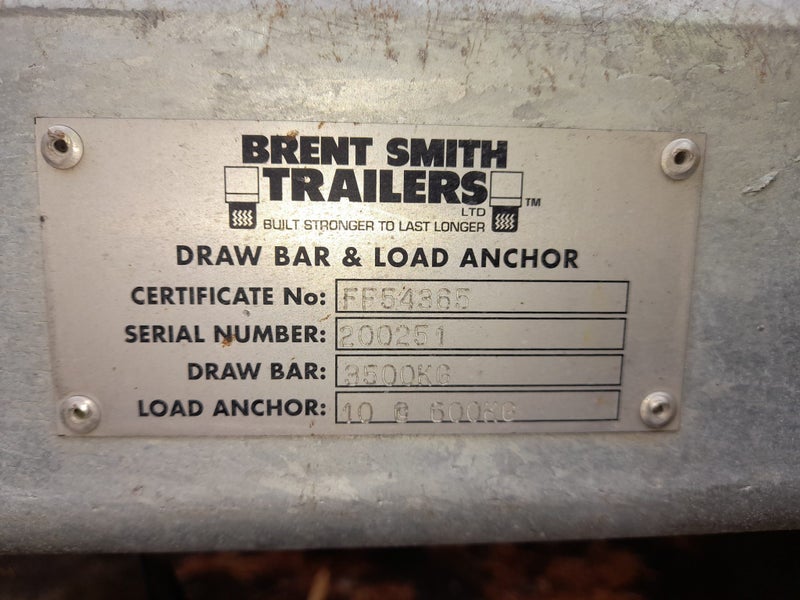 BRENT SMITH
TRAILERS TM
LTD
BUILT STRONGER TO LAST LONGER
DRAW BAR & LOAD ANCHOR
CERTIFICATE No: FF54365
SERIAL NUMBER: 200251
DRAW BAR: 3500KG
LOAD ANCHOR: 10 @ 600KG